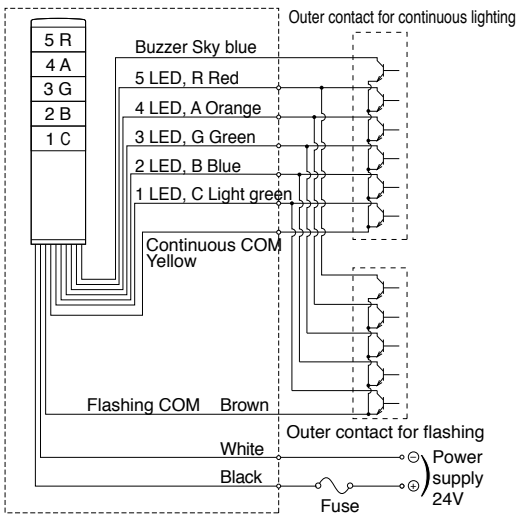 Outer contact for continuous lighting
5 R
4 A
3 G
2 B
1 C
Buzzer Sky blue
5 LED, R Red
4 LED, A Orange
3 LED, G Green
2 LED, B Blue
1 LED, C Light green
Continuous COM
Yellow
Flashing COM Brown
Outer contact for flashing
White
Black
Fuse
⊖ Power
supply
⊕ 24V